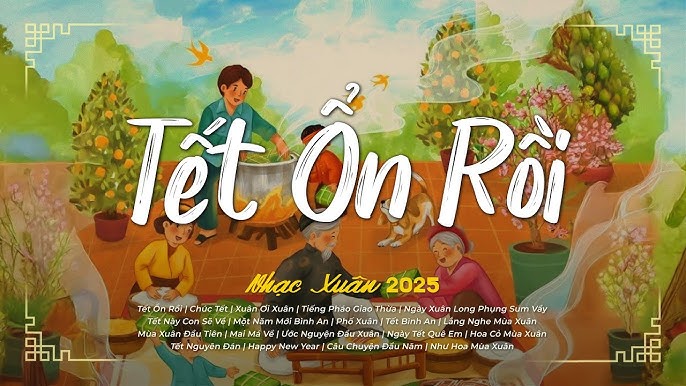 Tết Ổn Rồi
Nhạc Xuân 2025
Tết Ổn Rồi | Chúc Tết | Xuân Ơi Xuân | Tiếng Pháo Giao Thừa | Ngày Xuân Long Phụng Sum Vầy
Tết Này Con Sẽ Về | Một Năm Mới Bình An | Phố Xuân | Tết Bình An | Lắng Nghe Mùa Xuân
Mùa Xuân Đầu Tiên | Mai Má Về | Ước Nguyện Đầu Xuân | Ngày Tết Quê Em | Hoa Cỏ Mùa Xuân
Tết Nguyên Đán | Happy New Year | Câu Chuyện Đầu Năm | Như Hoa Mùa Xuân